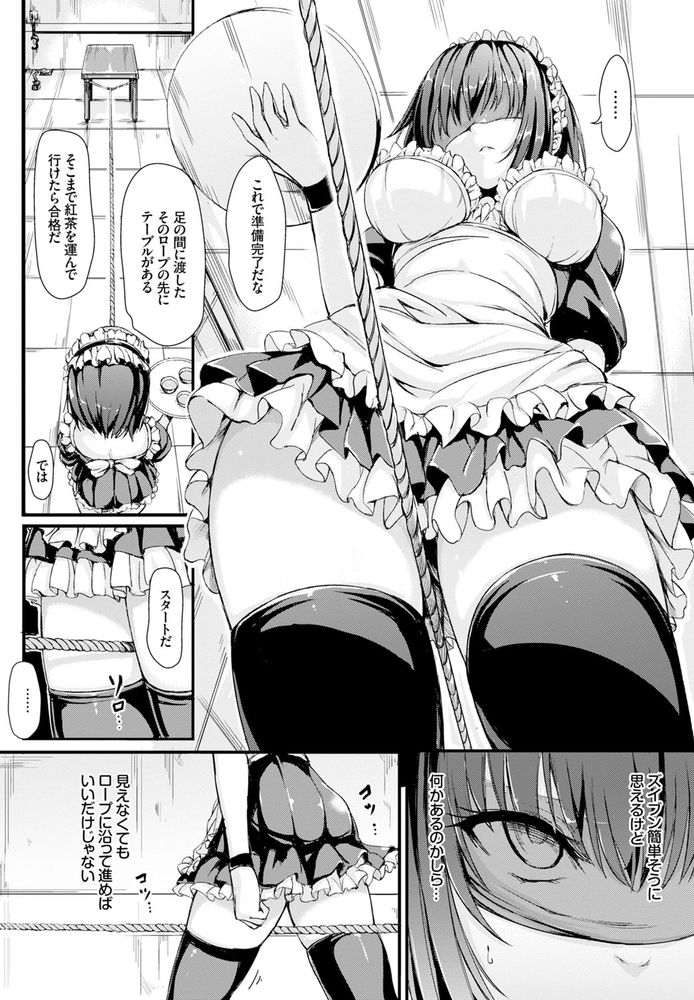 ……
これで準備完了だな
足の間に渡した
そのロープの先に
テーブルがある
そこまで紅茶を運んで
行けたら合格だ
では
スタートだ
ソロ…
……
ズイブン簡単そうに
思えるけど
何かあるのかしら…
見えなくても
ロープに沿って進めば
いいだけじゃない